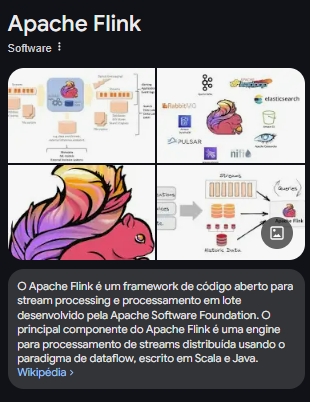 Apache Flink
Software
RabbitMQ
elasticsearch
PULSAR
nifi
Streams
(Queries)
Apache Flink
Historic Data
O Apache Flink é um framework de código aberto para
stream processing e processamento em lote
desenvolvido pela Apache Software Foundation. O
principal componente do Apache Flink é uma engine
para processamento de streams distribuída usando o
paradigma de dataflow, escrito em Scala e Java.
Wikipédia >